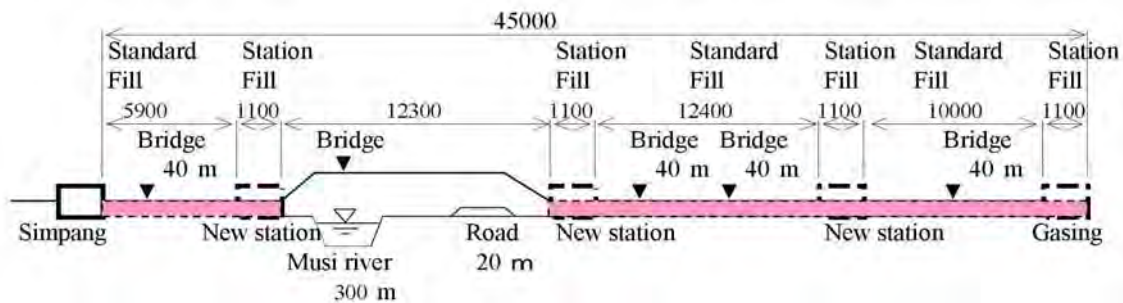 45000
Standard Fill
Station Fill
Station Fill
Standard Fill
Station Fill
Standard Fill
Station Fill
5900
1100
12300
1100
12400
1100
10000
1100
Bridge 40 m
Bridge
Bridge 40 m
Bridge 40 m
Bridge 40 m
Simpang
New station
Musi river 300 m
Road 20 m
New station
New station
Gasing